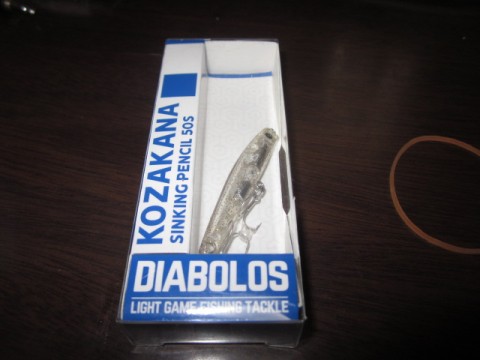 KOZAKANA
SINKING PENCIL 50S
DIABOLOS
LIGHT GAME FISHING TACKLE